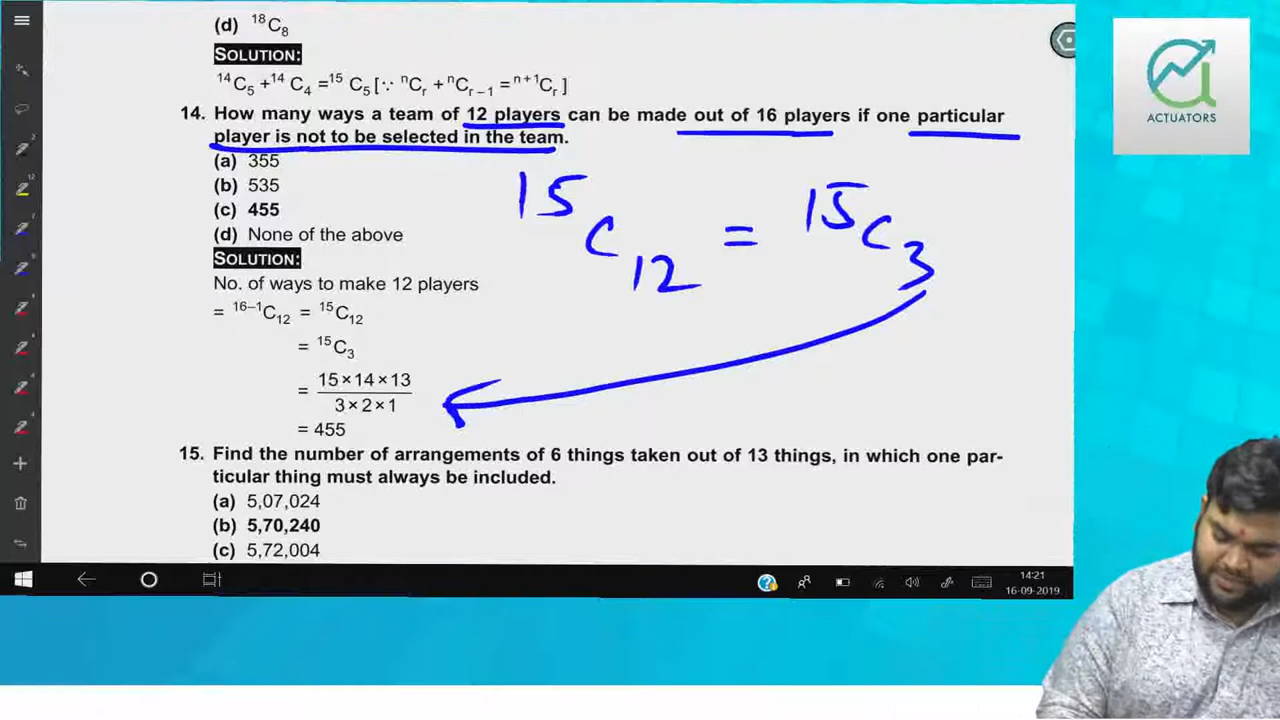 (d) ¹⁸C₈
SOLUTION:
¹⁴C₅ +¹⁴ C₄ =¹⁵ C₅ [∵ ⁿCᵣ + ⁿCᵣ₋₁ = ⁿ⁺¹Cᵣ]
14. How many ways a team of 12 players can be made out of 16 players if one particular
player is not to be selected in the team.
(a) 355
(b) 535
(c) 455
(d) None of the above
¹⁵C₁₂ = ¹⁵C₃
SOLUTION:
No. of ways to make 12 players
= ¹⁶⁻¹C₁₂ = ¹⁵C₁₂
= ¹⁵C₃
= 15×14×13
3×2×1
= 455
15. Find the number of arrangements of 6 things taken out of 13 things, in which one par-
ticular thing must always be included.
(a) 5,07,024
(b) 5,70,240
(c) 5,72,004
14:21
16-09-2019
ACTUATORS